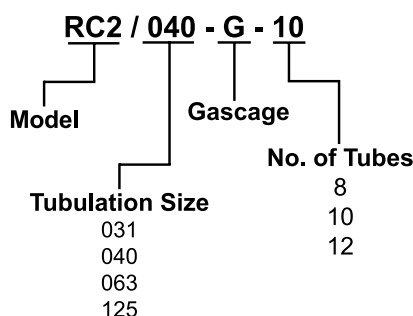 RC2 / 040 - G - 10
Model
Gascage
No. of Tubes
8
10
12
Tubulation Size
031
040
063
125